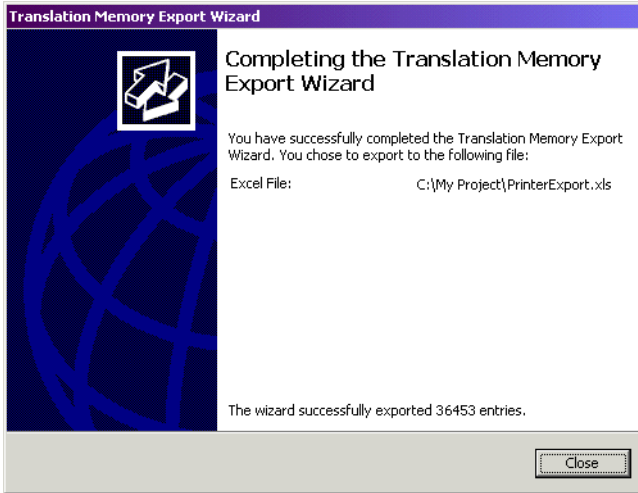 Translation Memory Export Wizard
Completing the Translation Memory
Export Wizard
You have successfully completed the Translation Memory Export
Wizard. You chose to export to the following file:
Excel File: C:\My Project\PrinterExport.xls
The wizard successfully exported 36453 entries.
Close